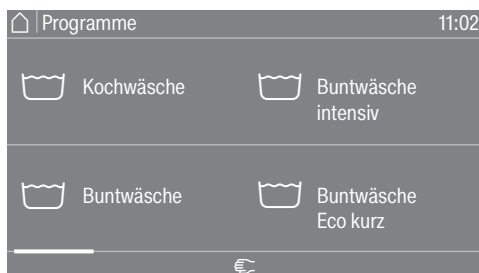 Programme 11:02
Kochwäsche
Buntwäsche
intensiv
Buntwäsche
Buntwäsche
Eco kurz